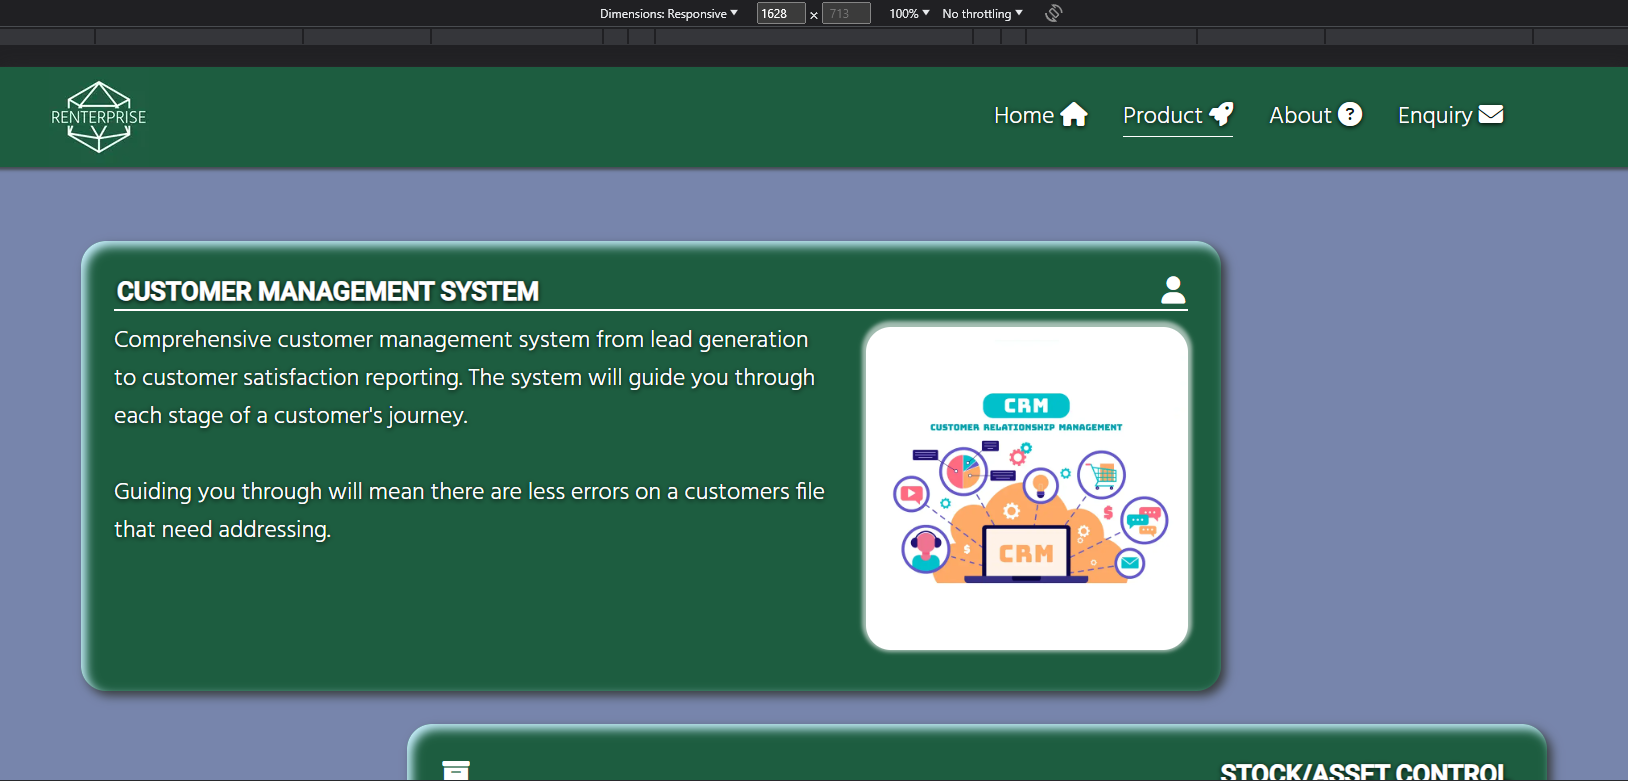 Dimensions: Responsive 1628 x 713 100% No throttling
RENTERPRISE
Home Product About ? Enquiry
CUSTOMER MANAGEMENT SYSTEM
Comprehensive customer management system from lead generation
to customer satisfaction reporting. The system will guide you through
each stage of a customer's journey.
Guiding you through will mean there are less errors on a customers file
that need addressing.
CRM
CUSTOMER RELATIONSHIP MANAGEMENT
$
$
CRM
STOCK/ASSET CONTROL